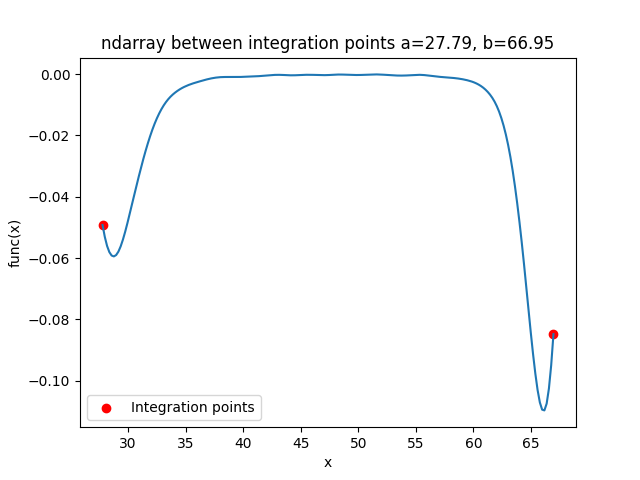 ndarray between integration points a=27.79, b=66.95
0.00
−0.02
−0.04
−0.06
−0.08
−0.10
func(x)
Integration points
30 35 40 45 50 55 60 65
x